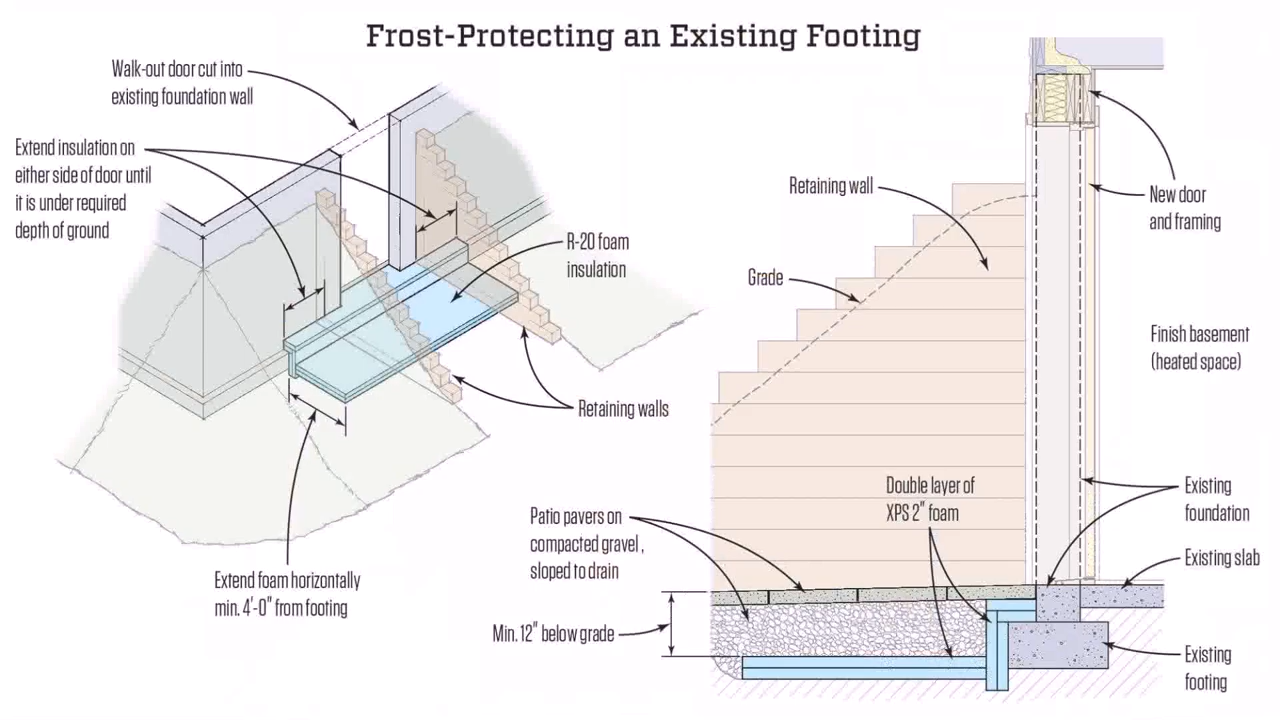 Frost-Protecting an Existing Footing
Walk-out door cut into
existing foundation wall
Extend insulation on
either side of door until
it is under required
depth of ground
R-20 foam
insulation
Retaining walls
Extend foam horizontally
min. 4'-0" from footing
Retaining wall
Grade
New door
and framing
Finish basement
(heated space)
Double layer of
XPS 2" foam
Patio pavers on
compacted gravel,
sloped to drain
Min. 12" below grade
Existing
foundation
Existing slab
Existing
footing